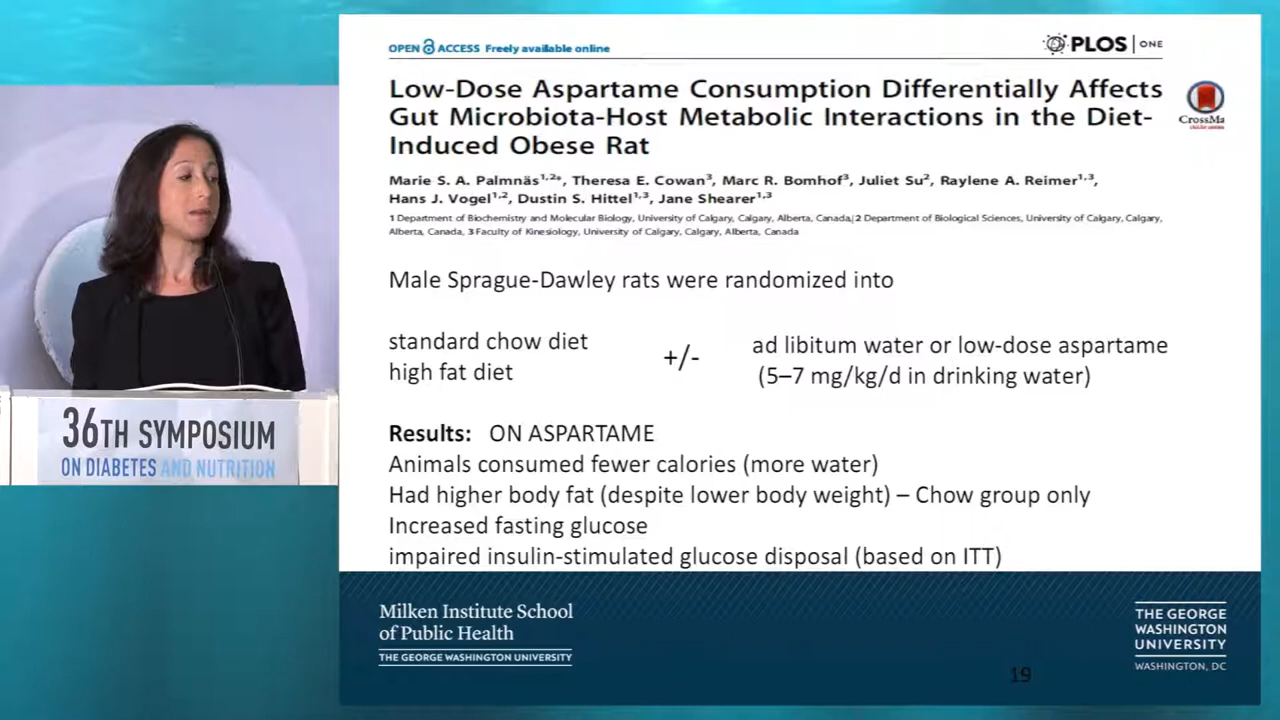 OPEN ACCESS Freely available online
PLOS | ONE
Low-Dose Aspartame Consumption Differentially Affects
Gut Microbiota-Host Metabolic Interactions in the Diet-
Induced Obese Rat
CrossMa
click for updates
Marie S. A. Palmnäs1,2*, Theresa E. Cowan3, Marc R. Bomhof3, Juliet Su2, Raylene A. Reimer1,3,
Hans J. Vogel1,2, Dustin S. Hittel1,3, Jane Shearer1,3
1 Department of Biochemistry and Molecular Biology, University of Calgary, Calgary, Alberta, Canada, 2 Department of Biological Sciences, University of Calgary, Calgary,
Alberta, Canada, 3 Faculty of Kinesiology, University of Calgary, Calgary, Alberta, Canada
Male Sprague-Dawley rats were randomized into
standard chow diet
high fat diet
+/-
ad libitum water or low-dose aspartame
(5–7 mg/kg/d in drinking water)
Results: ON ASPARTAME
Animals consumed fewer calories (more water)
Had higher body fat (despite lower body weight) – Chow group only
Increased fasting glucose
impaired insulin-stimulated glucose disposal (based on ITT)
36TH SYMPOSIUM
ON DIABETES AND NUTRITION
Milken Institute School
of Public Health
THE GEORGE WASHINGTON UNIVERSITY
THE GEORGE
WASHINGTON
UNIVERSITY
WASHINGTON, DC
19